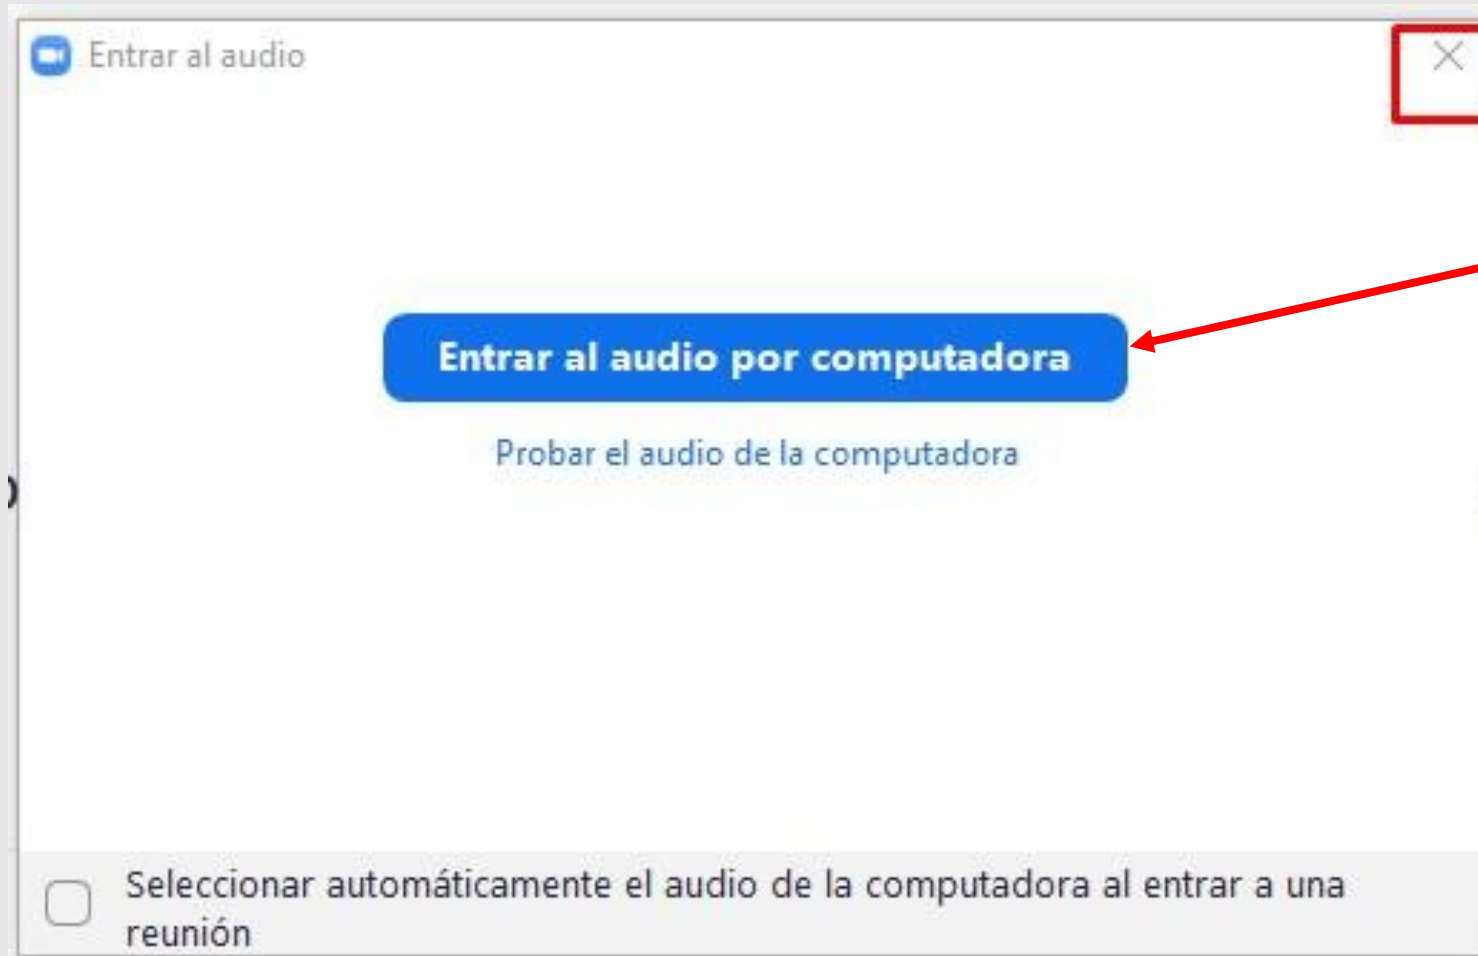 Entrar al audio
Entrar al audio por computadora
Probar el audio de la computadora
Seleccionar automáticamente el audio de la computadora al entrar a una
reunión